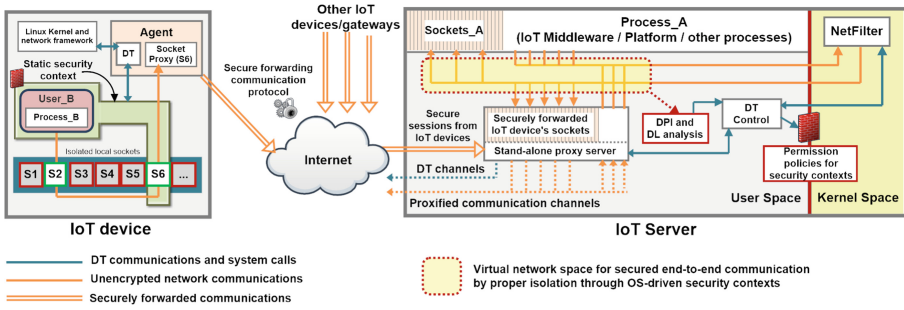 Linux Kernel and
network framework
Agent
DT
Socket
Proxy (S6)
Static security
context
User_B
Process_B
Isolated local sockets
S1 S2 S3 S4 S5 S6 ...
IoT device
Secure forwarding
communication
protocol
Other IoT
devices/gateways
Internet
Secure
sessions from
IoT devices
DT channels
Proxified communication channels
Sockets_A
Process_A
(IoT Middleware / Platform / other processes)
Securely forwarded
IoT device's sockets
Stand-alone proxy server
DPI and
DL analysis
DT
Control
NetFilter
Permission
policies for
security contexts
User Space
Kernel Space
IoT Server
DT communications and system calls
Unencrypted network communications
Securely forwarded communications
Virtual network space for secured end-to-end communication
by proper isolation through OS-driven security contexts